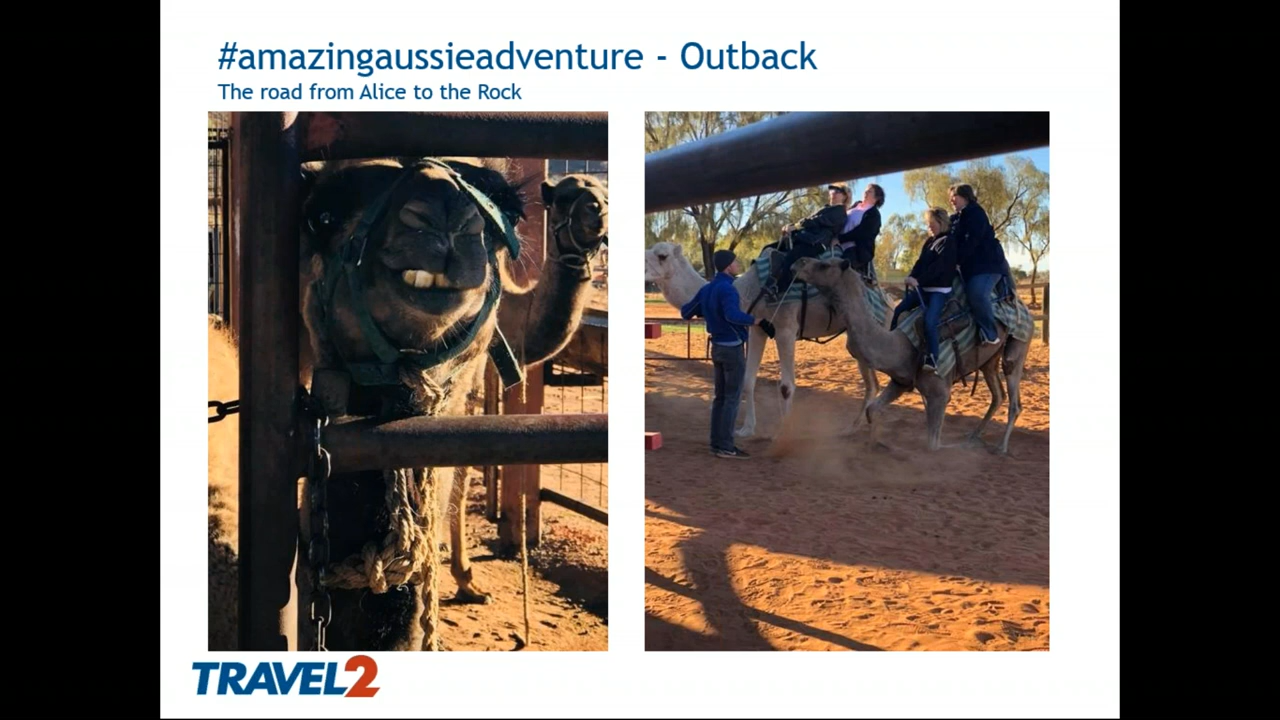 #amazingaussieadventure - Outback
The road from Alice to the Rock
TRAVEL2